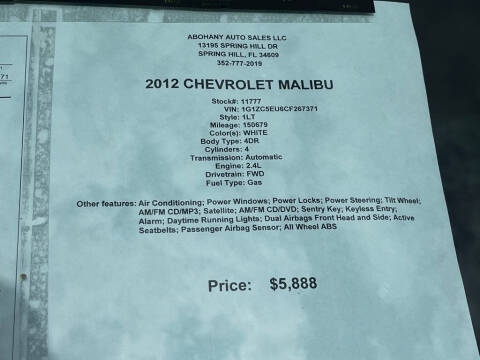 ABOHANY AUTO SALES LLC
13195 SPRING HILL DR
SPRING HILL, FL 34609
352-777-2019
2012 CHEVROLET MALIBU
Stock#: 11777
VIN: 1G1ZC5EU6CF267371
Style: 1LT
Mileage: 150679
Color(s): WHITE
Body Type: 4DR
Cylinders: 4
Transmission: Automatic
Engine: 2.4L
Drivetrain: FWD
Fuel Type: Gas
Other features: Air Conditioning; Power Windows; Power Locks; Power Steering; Tilt Wheel;
AM/FM CD/MP3; Satellite; AM/FM CD/DVD; Sentry Key; Keyless Entry;
Alarm; Daytime Running Lights; Dual Airbags Front Head and Side; Active
Seatbelts; Passenger Airbag Sensor; All Wheel ABS
Price: $5,888
71